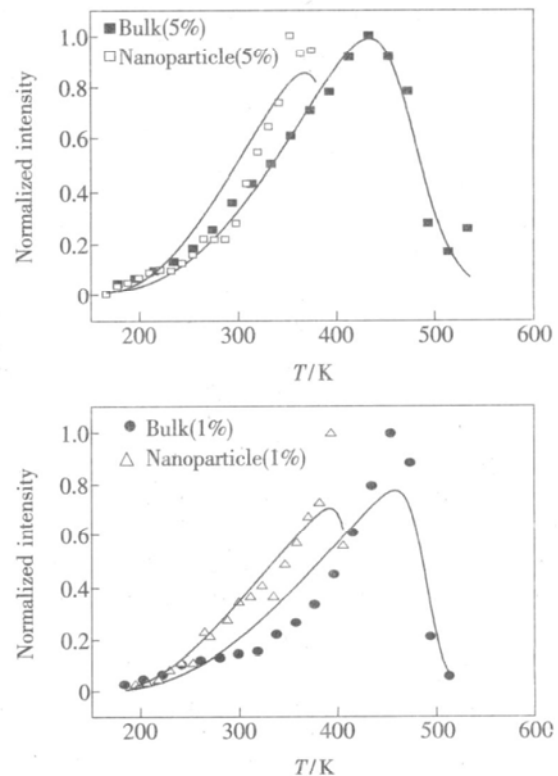 Bulk(5%)
Nanoparticle(5%)
1.0
0.8
0.6
0.4
0.2
0
Normalized intensity
200
300
400
500
600
T/K
Bulk(1%)
Nanoparticle(1%)
1.0
0.8
0.6
0.4
0.2
0
Normalized intensity
200
300
400
500
600
T/K